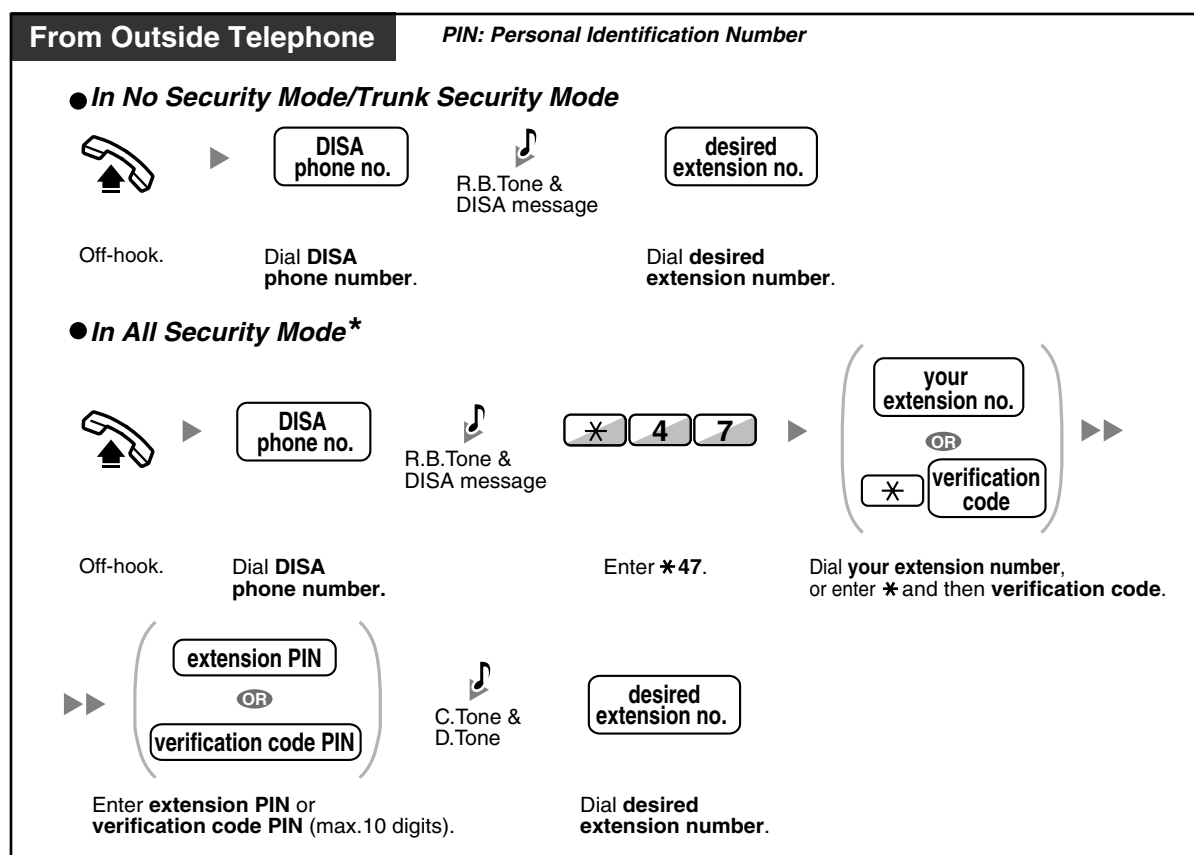 From Outside Telephone
PIN: Personal Identification Number
● In No Security Mode/Trunk Security Mode
DISA
phone no.
R.B.Tone &
DISA message
desired
extension no.
Off-hook.
Dial DISA
phone number.
Dial desired
extension number.
● In All Security Mode*
DISA
phone no.
R.B.Tone &
DISA message
* 4 7
your
extension no.
OR
* verification
code
Off-hook.
Dial DISA
phone number.
Enter *47.
Dial your extension number,
or enter * and then verification code.
extension PIN
OR
verification code PIN
C.Tone &
D.Tone
desired
extension no.
Enter extension PIN or
verification code PIN (max.10 digits).
Dial desired
extension number.